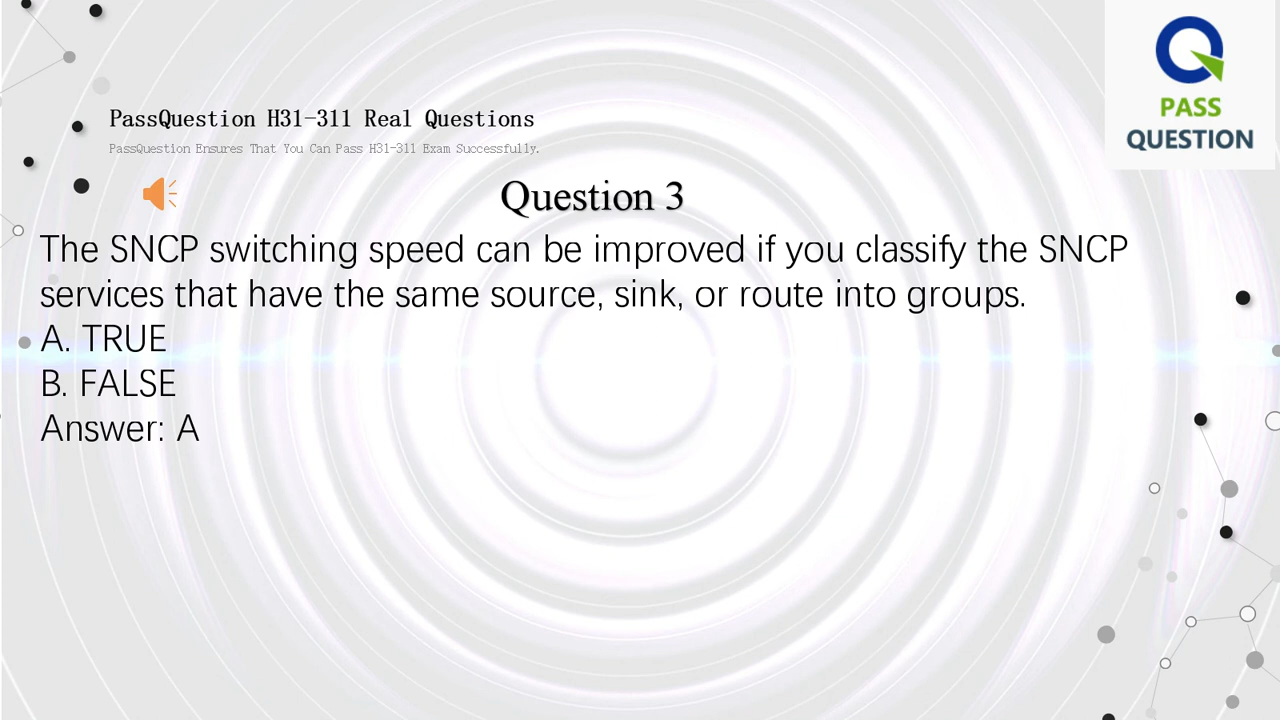 PASS
QUESTION
PassQuestion H31-311 Real Questions
PassQuestion Ensures That You Can Pass H31-311 Exam Successfully.
Question 3
The SNCP switching speed can be improved if you classify the SNCP
services that have the same source, sink, or route into groups.
A. TRUE
B. FALSE
Answer: A